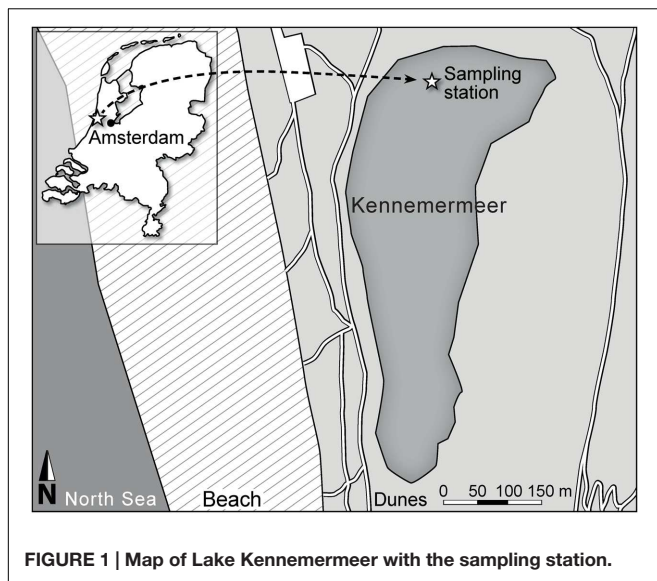 Amsterdam
Sampling
station
Kennemermeer
N
North Sea
Beach
Dunes
0 50 100 150 m
FIGURE 1 | Map of Lake Kennemermeer with the sampling station.